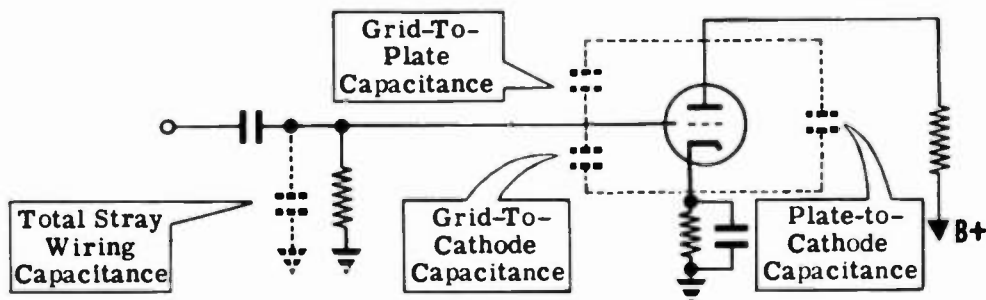 Grid-To-
Plate
Capacitance
Total Stray
Wiring
Capacitance
Grid-To-
Cathode
Capacitance
Plate-to-
Cathode
Capacitance
B+